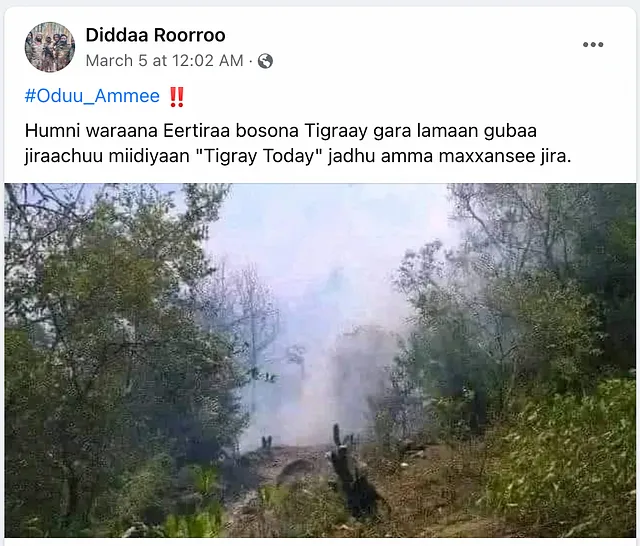 Diddaa Roorroo
March 5 at 12:02 AM ·
#Oduu_Ammee ‼️
Humni waraana Eertiraa bosona Tigraay gara lamaan gubaa
jiraachuu miidiyaan "Tigray Today" jadhu amma maxxansee jira.